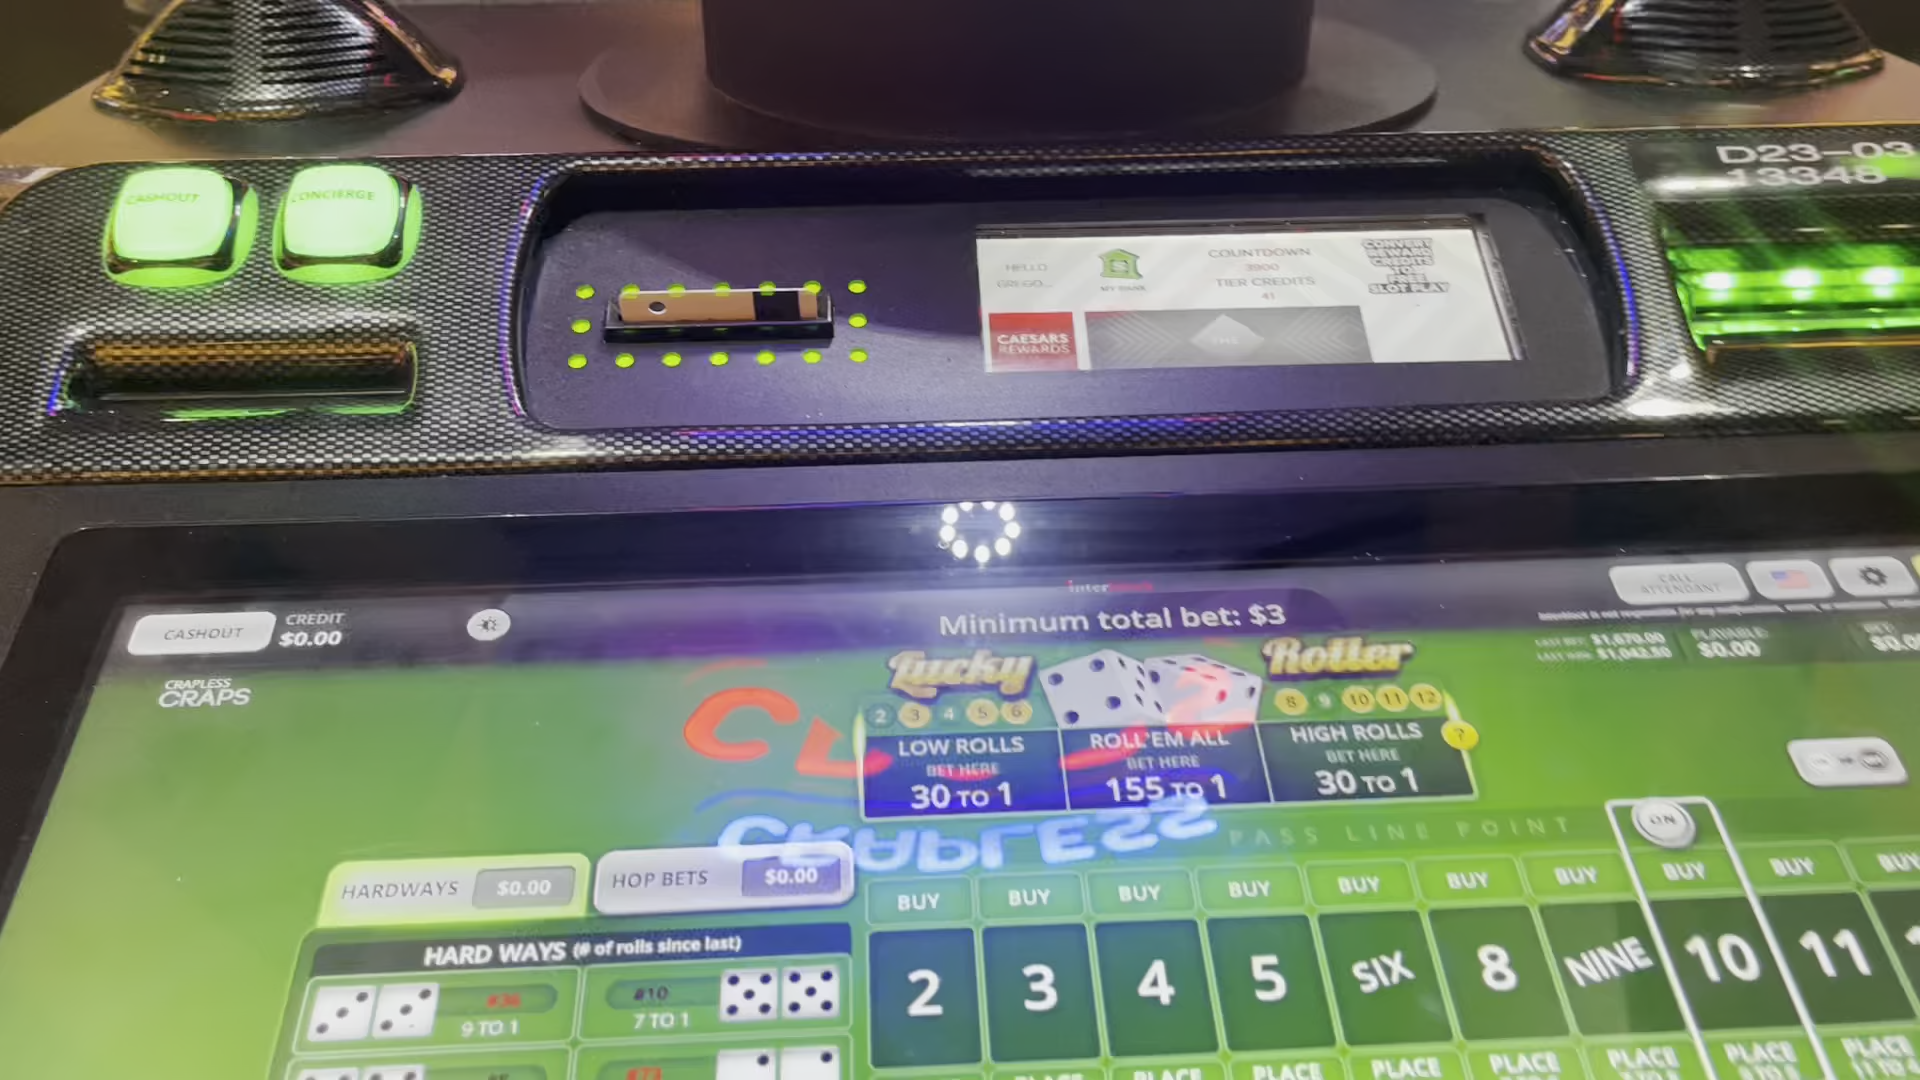 D23-03
13348
CASHOUT
CONCIERGE
HELLO
GREGO...
MY BANK
COUNTDOWN
3900
TIER CREDITS
41
CONVERT
REWARD
CREDITS
TO
FREE
SLOT PLAY
CAESARS
REWARDS
CASHOUT
CREDIT
$0.00
Minimum total bet: $3
CALL
ATTENDANT
LAST BET: $1,670.00
LAST WIN: $1,042.50
PLAYABLE:
$0.00
BET:
CRAPLESS
CRAPS
Lucky
Roller
2 3 4 5 6
8 9 10 11 12
LOW ROLLS
BET HERE
30 TO 1
ROLL'EM ALL
BET HERE
155 TO 1
HIGH ROLLS
BET HERE
30 TO 1
?
CRAPLESS
PASS LINE POINT
ON
HARDWAYS $0.00
HOP BETS $0.00
BUY BUY BUY BUY BUY BUY BUY BUY BUY BUY
HARD WAYS (# of rolls since last)
2 3 4 5 SIX 8 NINE 10 11
#36
9 TO 1
#10
7 TO 1
#73
PLACE PLACE PLACE PLACE PLACE PLACE PLACE PLACE PLACE